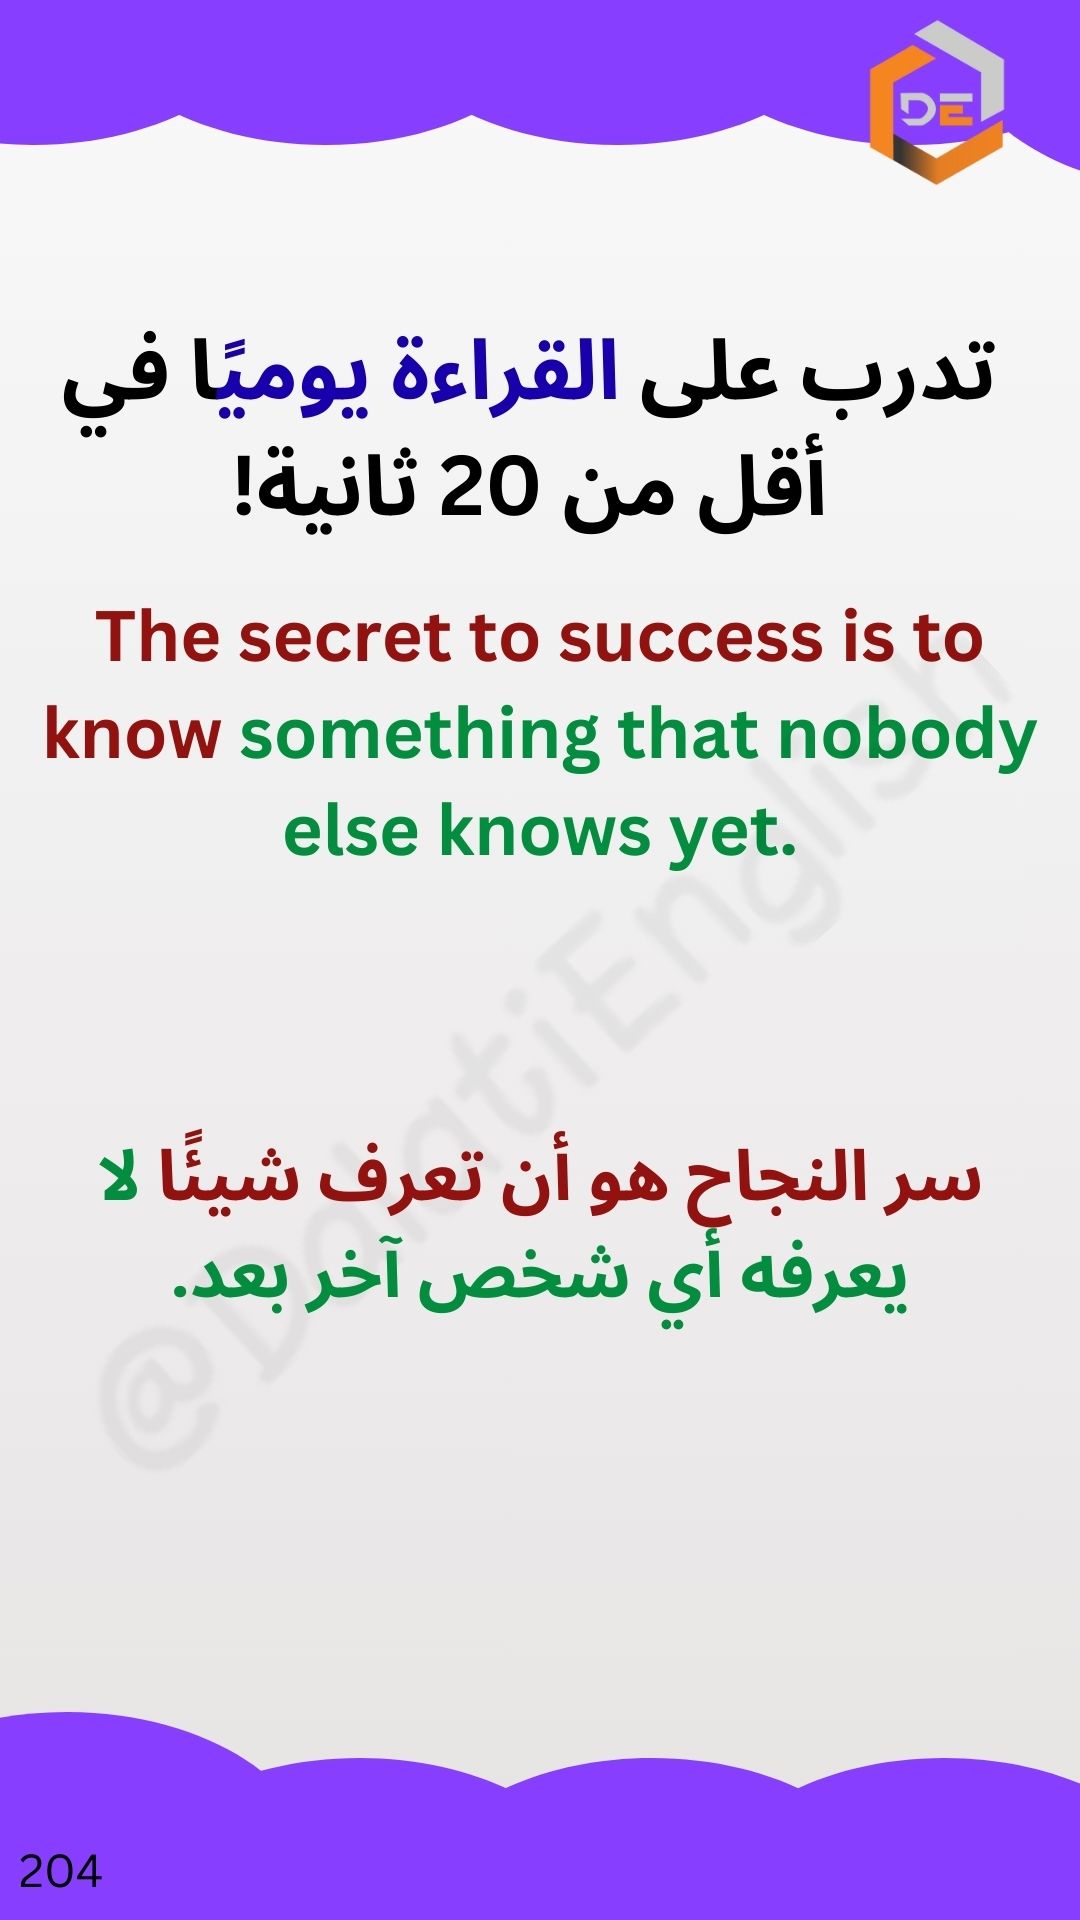 DE
تدرب على القراءة يوميًا في
أقل من 20 ثانية!
The secret to success is to
know something that nobody
else knows yet.
سر النجاح هو أن تعرف شيئًا لا
يعرفه أي شخص آخر بعد.
@DalatiEnglish
204